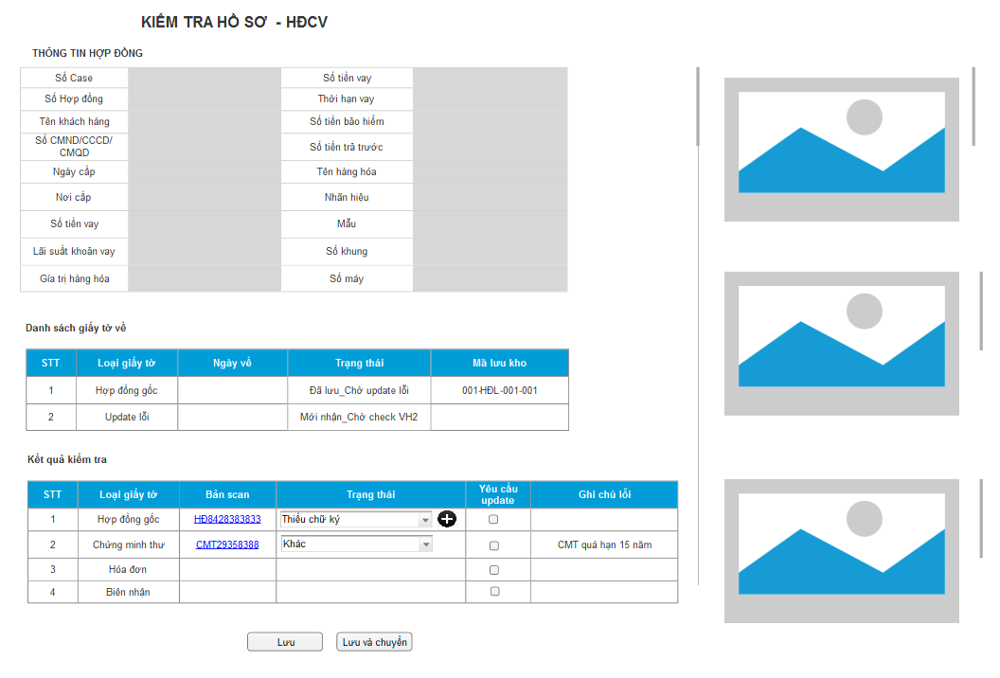 KIỂM TRA HỒ SƠ - HĐCV
THÔNG TIN HỢP ĐỒNG
Số Case Số tiền vay
Số Hợp đồng Thời hạn vay
Tên khách hàng Số tiền bảo hiểm
Số CMND/CCCD/
CMQD Số tiền trả trước
Ngày cấp Tên hàng hóa
Nơi cấp Nhãn hiệu
Số tiền vay Mẫu
Lãi suất khoản vay Số khung
Gía trị hàng hóa Số máy
Danh sách giấy tờ về
STT Loại giấy tờ Ngày về Trạng thái Mã lưu kho
1 Hợp đồng gốc Đã lưu_Chờ update lỗi 001-HĐL-001-001
2 Update lỗi Mới nhận_Chờ check VH2
Kết quả kiểm tra
STT Loại giấy tờ Bản scan Trạng thái Yêu cầu
update Ghi chú lỗi
1 Hợp đồng gốc HĐ8428383833 Thiếu chữ ký
2 Chứng minh thư CMT29358388 Khác CMT quá hạn 15 năm
3 Hóa đơn
4 Biên nhận
Lưu Lưu và chuyển